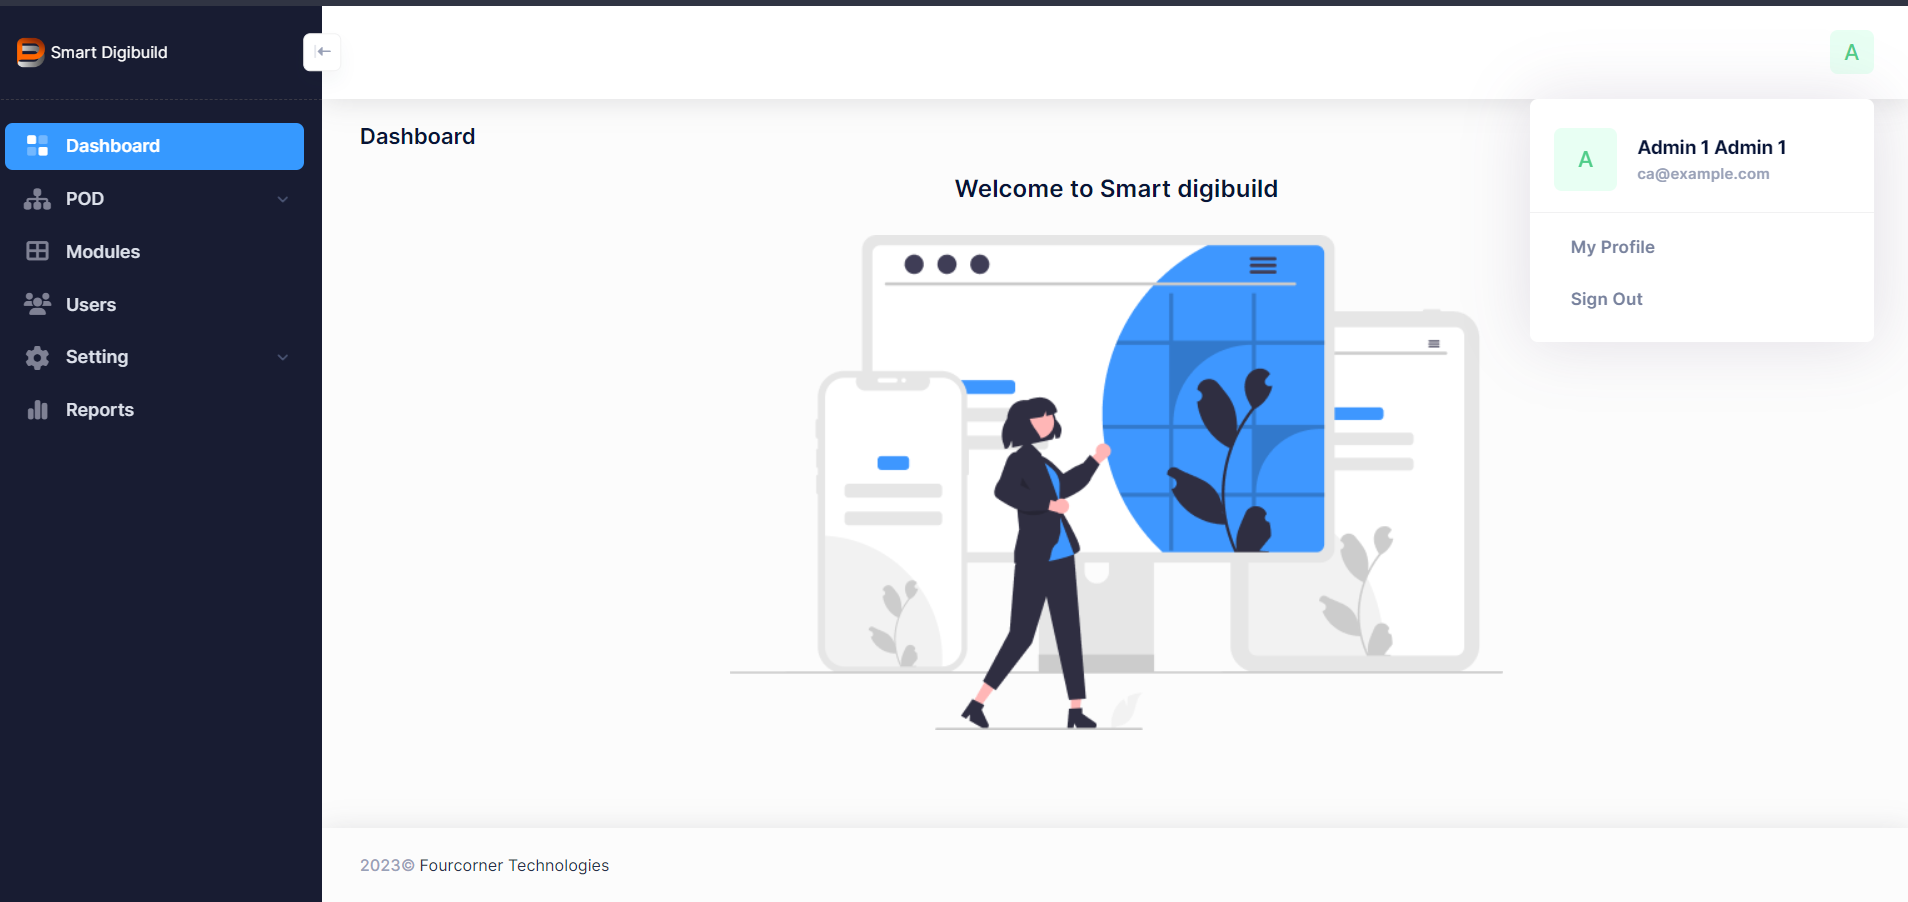 Smart Digibuild
A
Dashboard
POD
Modules
Users
Setting
Reports
Dashboard
Welcome to Smart digibuild
A
Admin 1 Admin 1
ca@example.com
My Profile
Sign Out
2023© Fourcorner Technologies